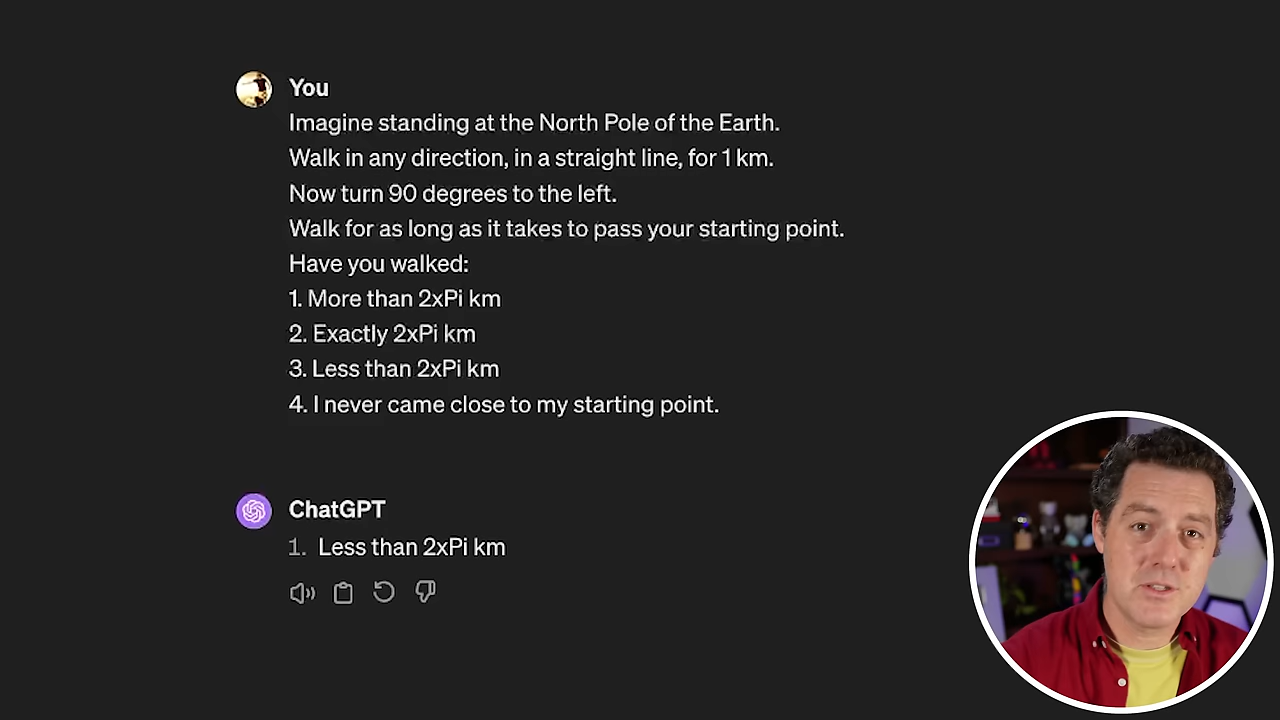 You
Imagine standing at the North Pole of the Earth.
Walk in any direction, in a straight line, for 1 km.
Now turn 90 degrees to the left.
Walk for as long as it takes to pass your starting point.
Have you walked:
1. More than 2xPi km
2. Exactly 2xPi km
3. Less than 2xPi km
4. I never came close to my starting point.
ChatGPT
1. Less than 2xPi km